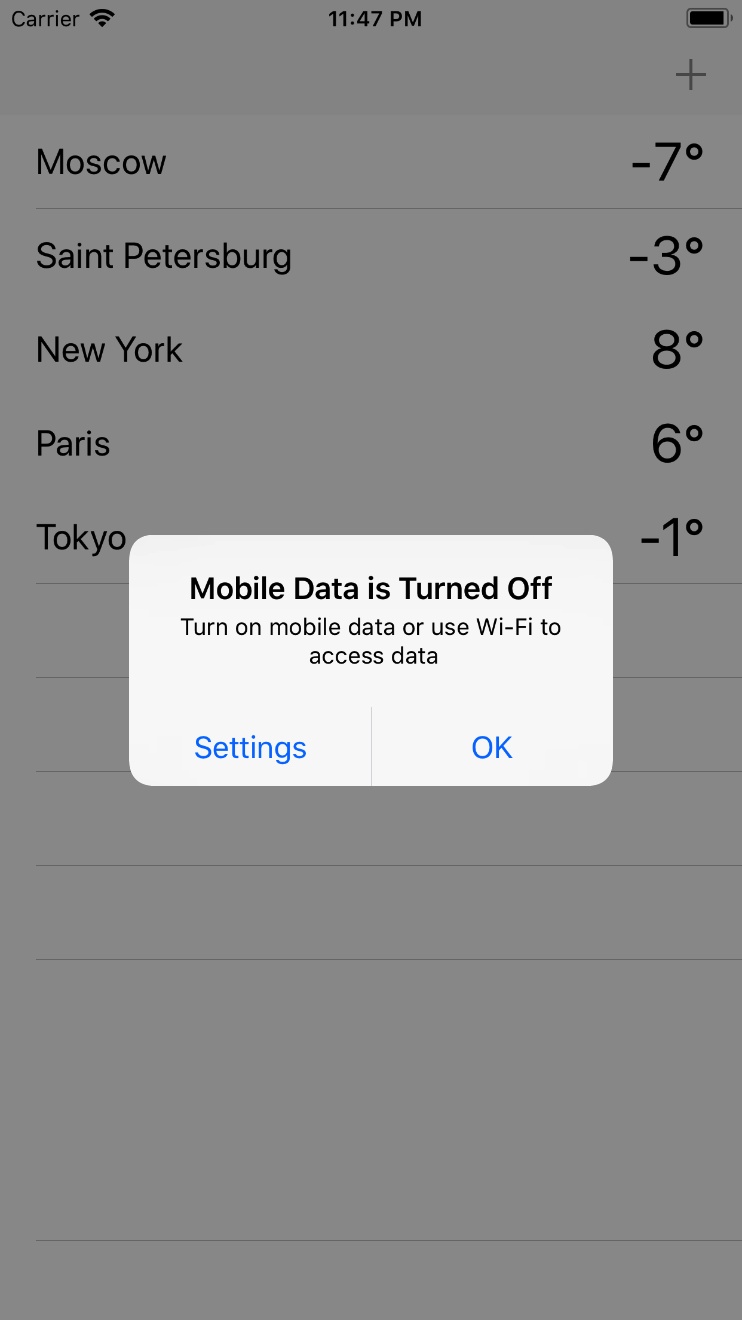 Carrier 11:47 PM
Moscow -7°
Saint Petersburg -3°
New York 8°
Paris 6°
Tokyo -1°
Mobile Data is Turned Off
Turn on mobile data or use Wi-Fi to
access data
Settings OK